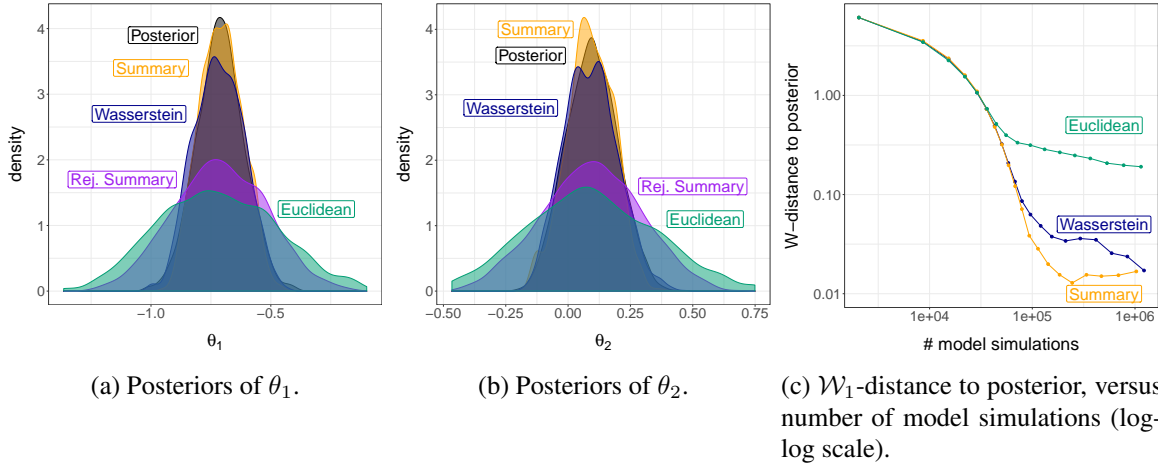 4
3
2
1
0
density
Posterior
Summary
Wasserstein
Rej. Summary
Euclidean
−1.0
−0.5
θ1
4
3
2
1
0
density
Summary
Posterior
Wasserstein
Rej. Summary
Euclidean
−0.50
−0.25
0.00
0.25
0.50
0.75
θ2
1.00
0.10
0.01
W−distance to posterior
Euclidean
Wasserstein
Summary
1e+04
1e+05
1e+06
# model simulations
(a) Posteriors of θ1.
(b) Posteriors of θ2.
(c) W1-distance to posterior, versus
number of model simulations (log-
log scale).